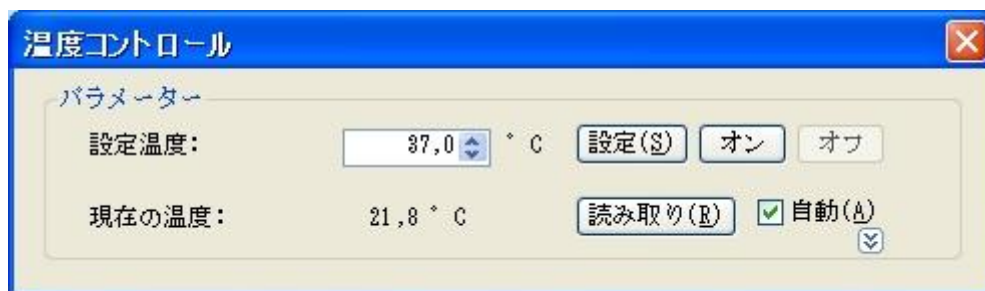 温度コントロール
パラメーター
設定温度: 37,0 ° C 設定(S) オン オフ
現在の温度: 21,8 ° C 読み取り(R) 自動(A)